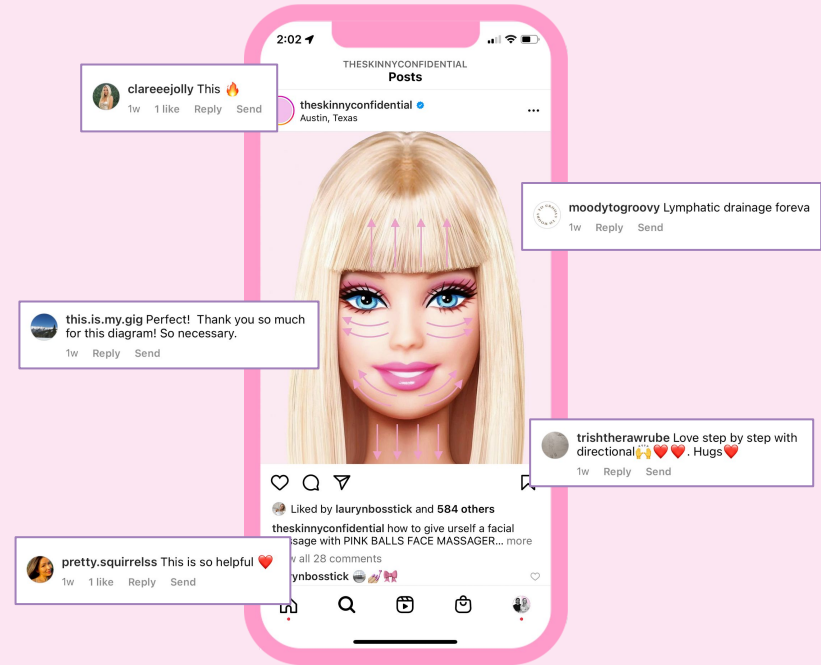 2:02
THESKINNYCONFIDENTIAL
Posts
clareeejolly This 🔥
1w 1 like Reply Send
theskinnyconfidential
Austin, Texas
moodytogroovy Lymphatic drainage foreva
1w Reply Send
this.is.my.gig Perfect! Thank you so much
for this diagram! So necessary.
1w Reply Send
trishtherawrube Love step by step with
directional🙌❤️❤️. Hugs❤️
1w Reply Send
Liked by laurynbosstick and 584 others
theskinnyconfidential how to give urself a facial
ssage with PINK BALLS FACE MASSAGER... more
w all 28 comments
pretty.squirrelss This is so helpful ❤️
1w 1 like Reply Send
rynbosstick 🪩💅🎀